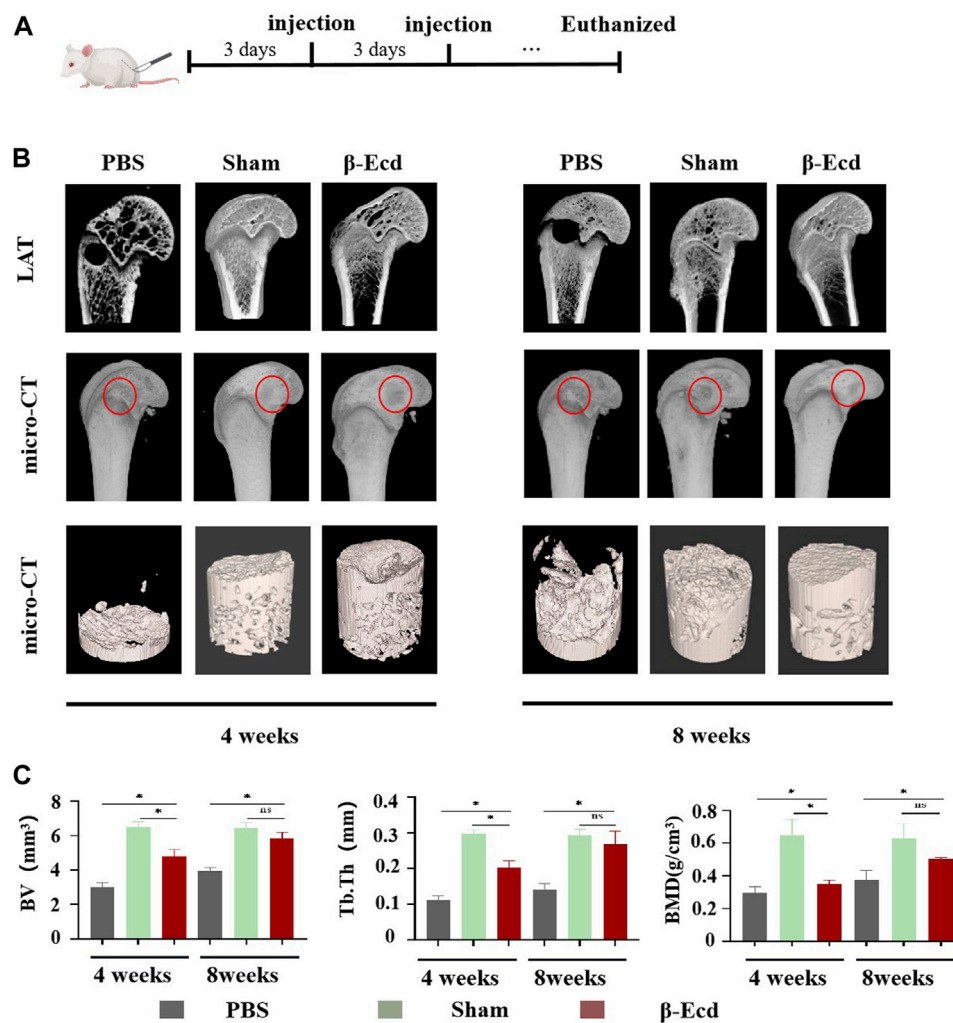 A
injection injection Euthanized
3 days 3 days ...
B
PBS Sham β-Ecd PBS Sham β-Ecd
LAT
micro-CT
micro-CT
4 weeks 8 weeks
C
BV (mm³)
8
6
4
2
0
* * * ns
4 weeks 8weeks
Tb.Th (mm)
0.4
0.3
0.2
0.1
0
* * * ns
4 weeks 8weeks
BMD(g/cm³)
0.8
0.6
0.4
0.2
0
* * * ns
4 weeks 8weeks
PBS Sham β-Ecd